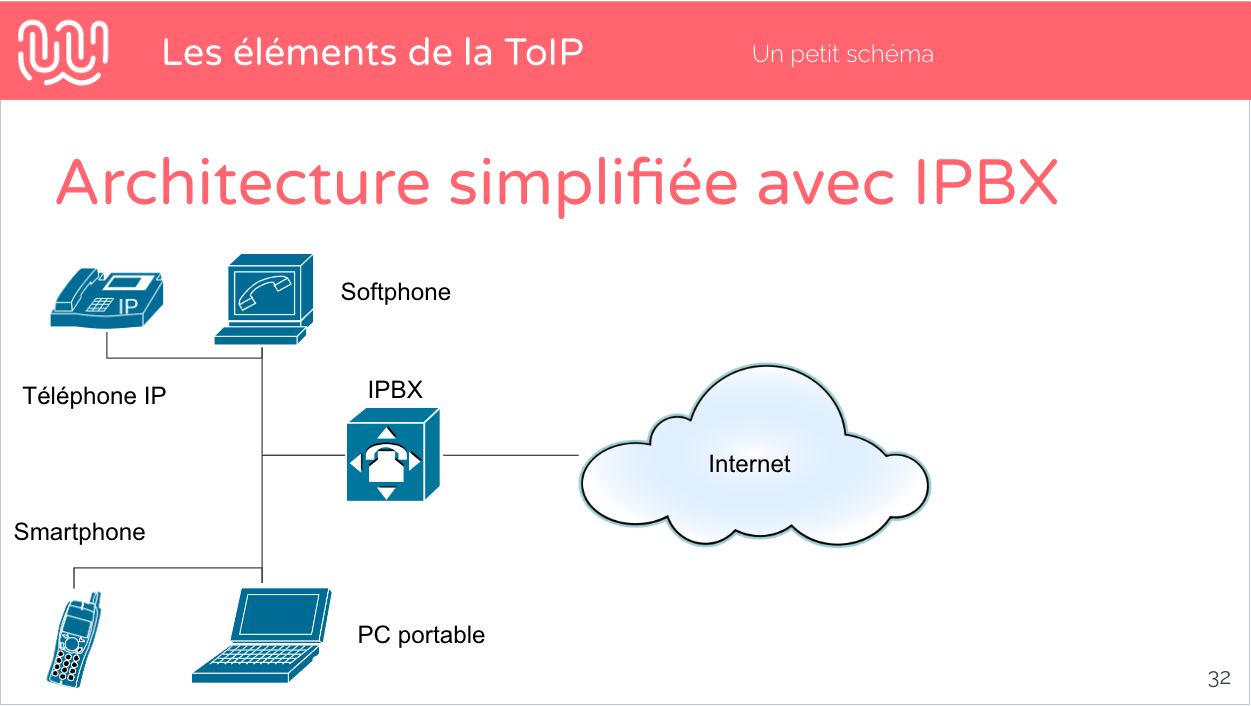 Les éléments de la ToIP
Un petit schéma
Architecture simplifiée avec IPBX
IP
Softphone
Téléphone IP
IPBX
Internet
Smartphone
PC portable
32